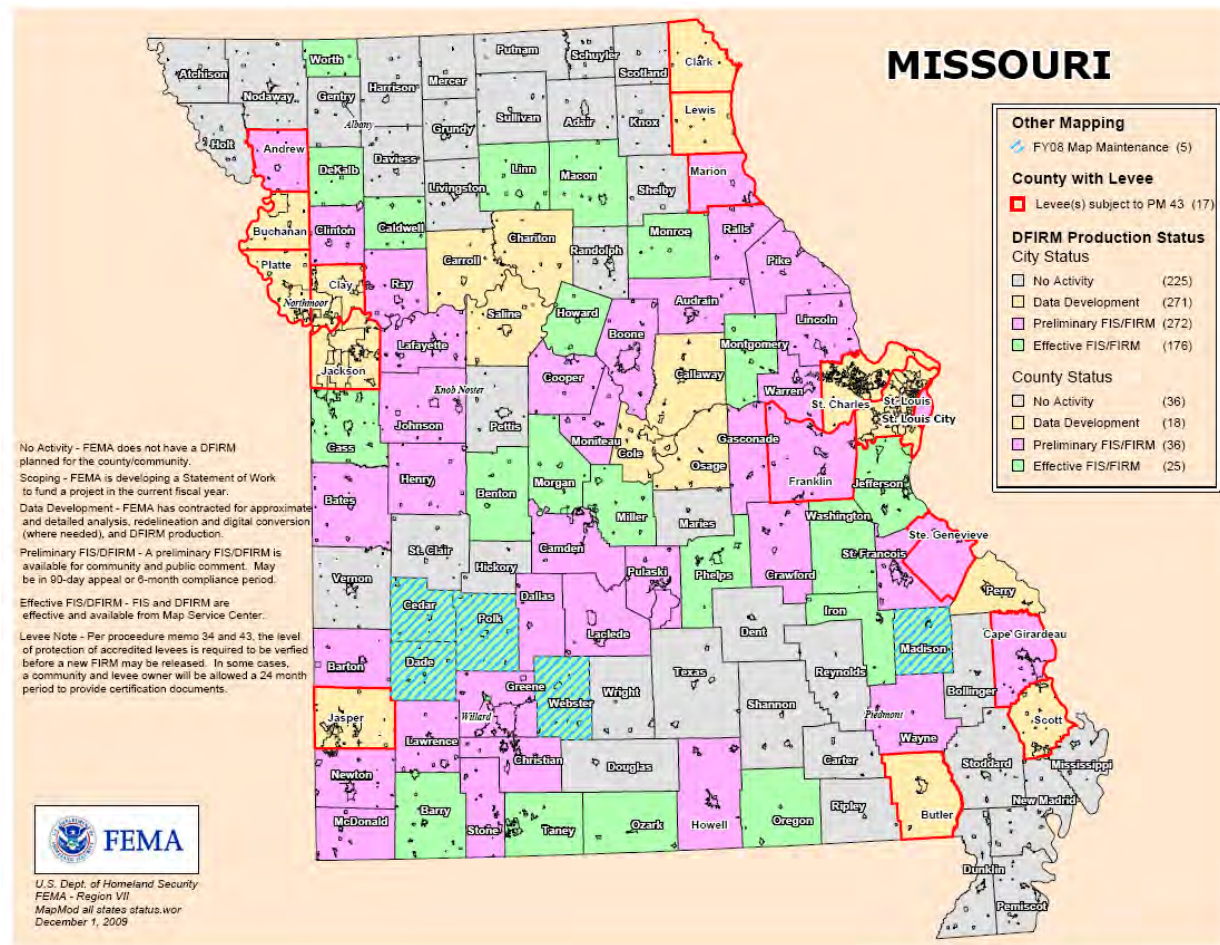 MISSOURI
Other Mapping
FY08 Map Maintenance (5)
County with Levee
Levee(s) subject to PM 43 (17)
DFIRM Production Status
City Status
No Activity (225)
Data Development (271)
Preliminary FIS/FIRM (272)
Effective FIS/FIRM (176)
County Status
No Activity (36)
Data Development (18)
Preliminary FIS/FIRM (36)
Effective FIS/FIRM (25)
Atchison
Nodaway
Worth
Gentry
Harrison
Mercer
Putnam
Schuyler
Scotland
Clark
Holt
Andrew
Albany
DeKalb
Daviess
Grundy
Sullivan
Adair
Knox
Lewis
Livingston
Linn
Macon
Shelby
Marion
Buchanan
Clinton
Caldwell
Carroll
Chariton
Randolph
Monroe
Ralls
Pike
Platte
Northmoor
Clay
Ray
Saline
Howard
Boone
Audrain
Lincoln
Montgomery
Jackson
Lafayette
Knob Noster
Cooper
Callaway
Warren
St. Charles
St. Louis
St. Louis City
Cass
Johnson
Pettis
Moniteau
Cole
Osage
Gasconade
Franklin
Jefferson
Bates
Henry
Benton
Morgan
Miller
Maries
Washington
Ste. Genevieve
St. Francois
Vernon
St. Clair
Hickory
Camden
Pulaski
Phelps
Crawford
Perry
Cedar
Polk
Dallas
Laclede
Dent
Iron
Madison
Cape Girardeau
Barton
Dade
Greene
Webster
Wright
Texas
Reynolds
Shannon
Bollinger
Scott
Jasper
Willard
Lawrence
Christian
Douglas
Piedmont
Wayne
Carter
Stoddard
Mississippi
Newton
McDonald
Barry
Stone
Taney
Ozark
Howell
Oregon
Ripley
Butler
New Madrid
Dunklin
Pemiscot
No Activity - FEMA does not have a DFIRM
planned for the county/community.
Scoping - FEMA is developing a Statement of Work
to fund a project in the current fiscal year.
Data Development - FEMA has contracted for approximate
and detailed analysis, redelineation and digital conversion
(where needed), and DFIRM production.
Preliminary FIS/DFIRM - A preliminary FIS/DFIRM is
available for community and public comment. May
be in 90-day appeal or 6-month compliance period.
Effective FIS/DFIRM - FIS and DFIRM are
effective and available from Map Service Center.
Levee Note - Per proceedure memo 34 and 43, the level
of protection of accredited levees is required to be verfied
before a new FIRM may be released. In some cases,
a community and levee owner will be allowed a 24 month
period to provide certification documents.
FEMA
U.S. Dept. of Homeland Security
FEMA - Region VII
MapMod all states status.wor
December 1, 2009